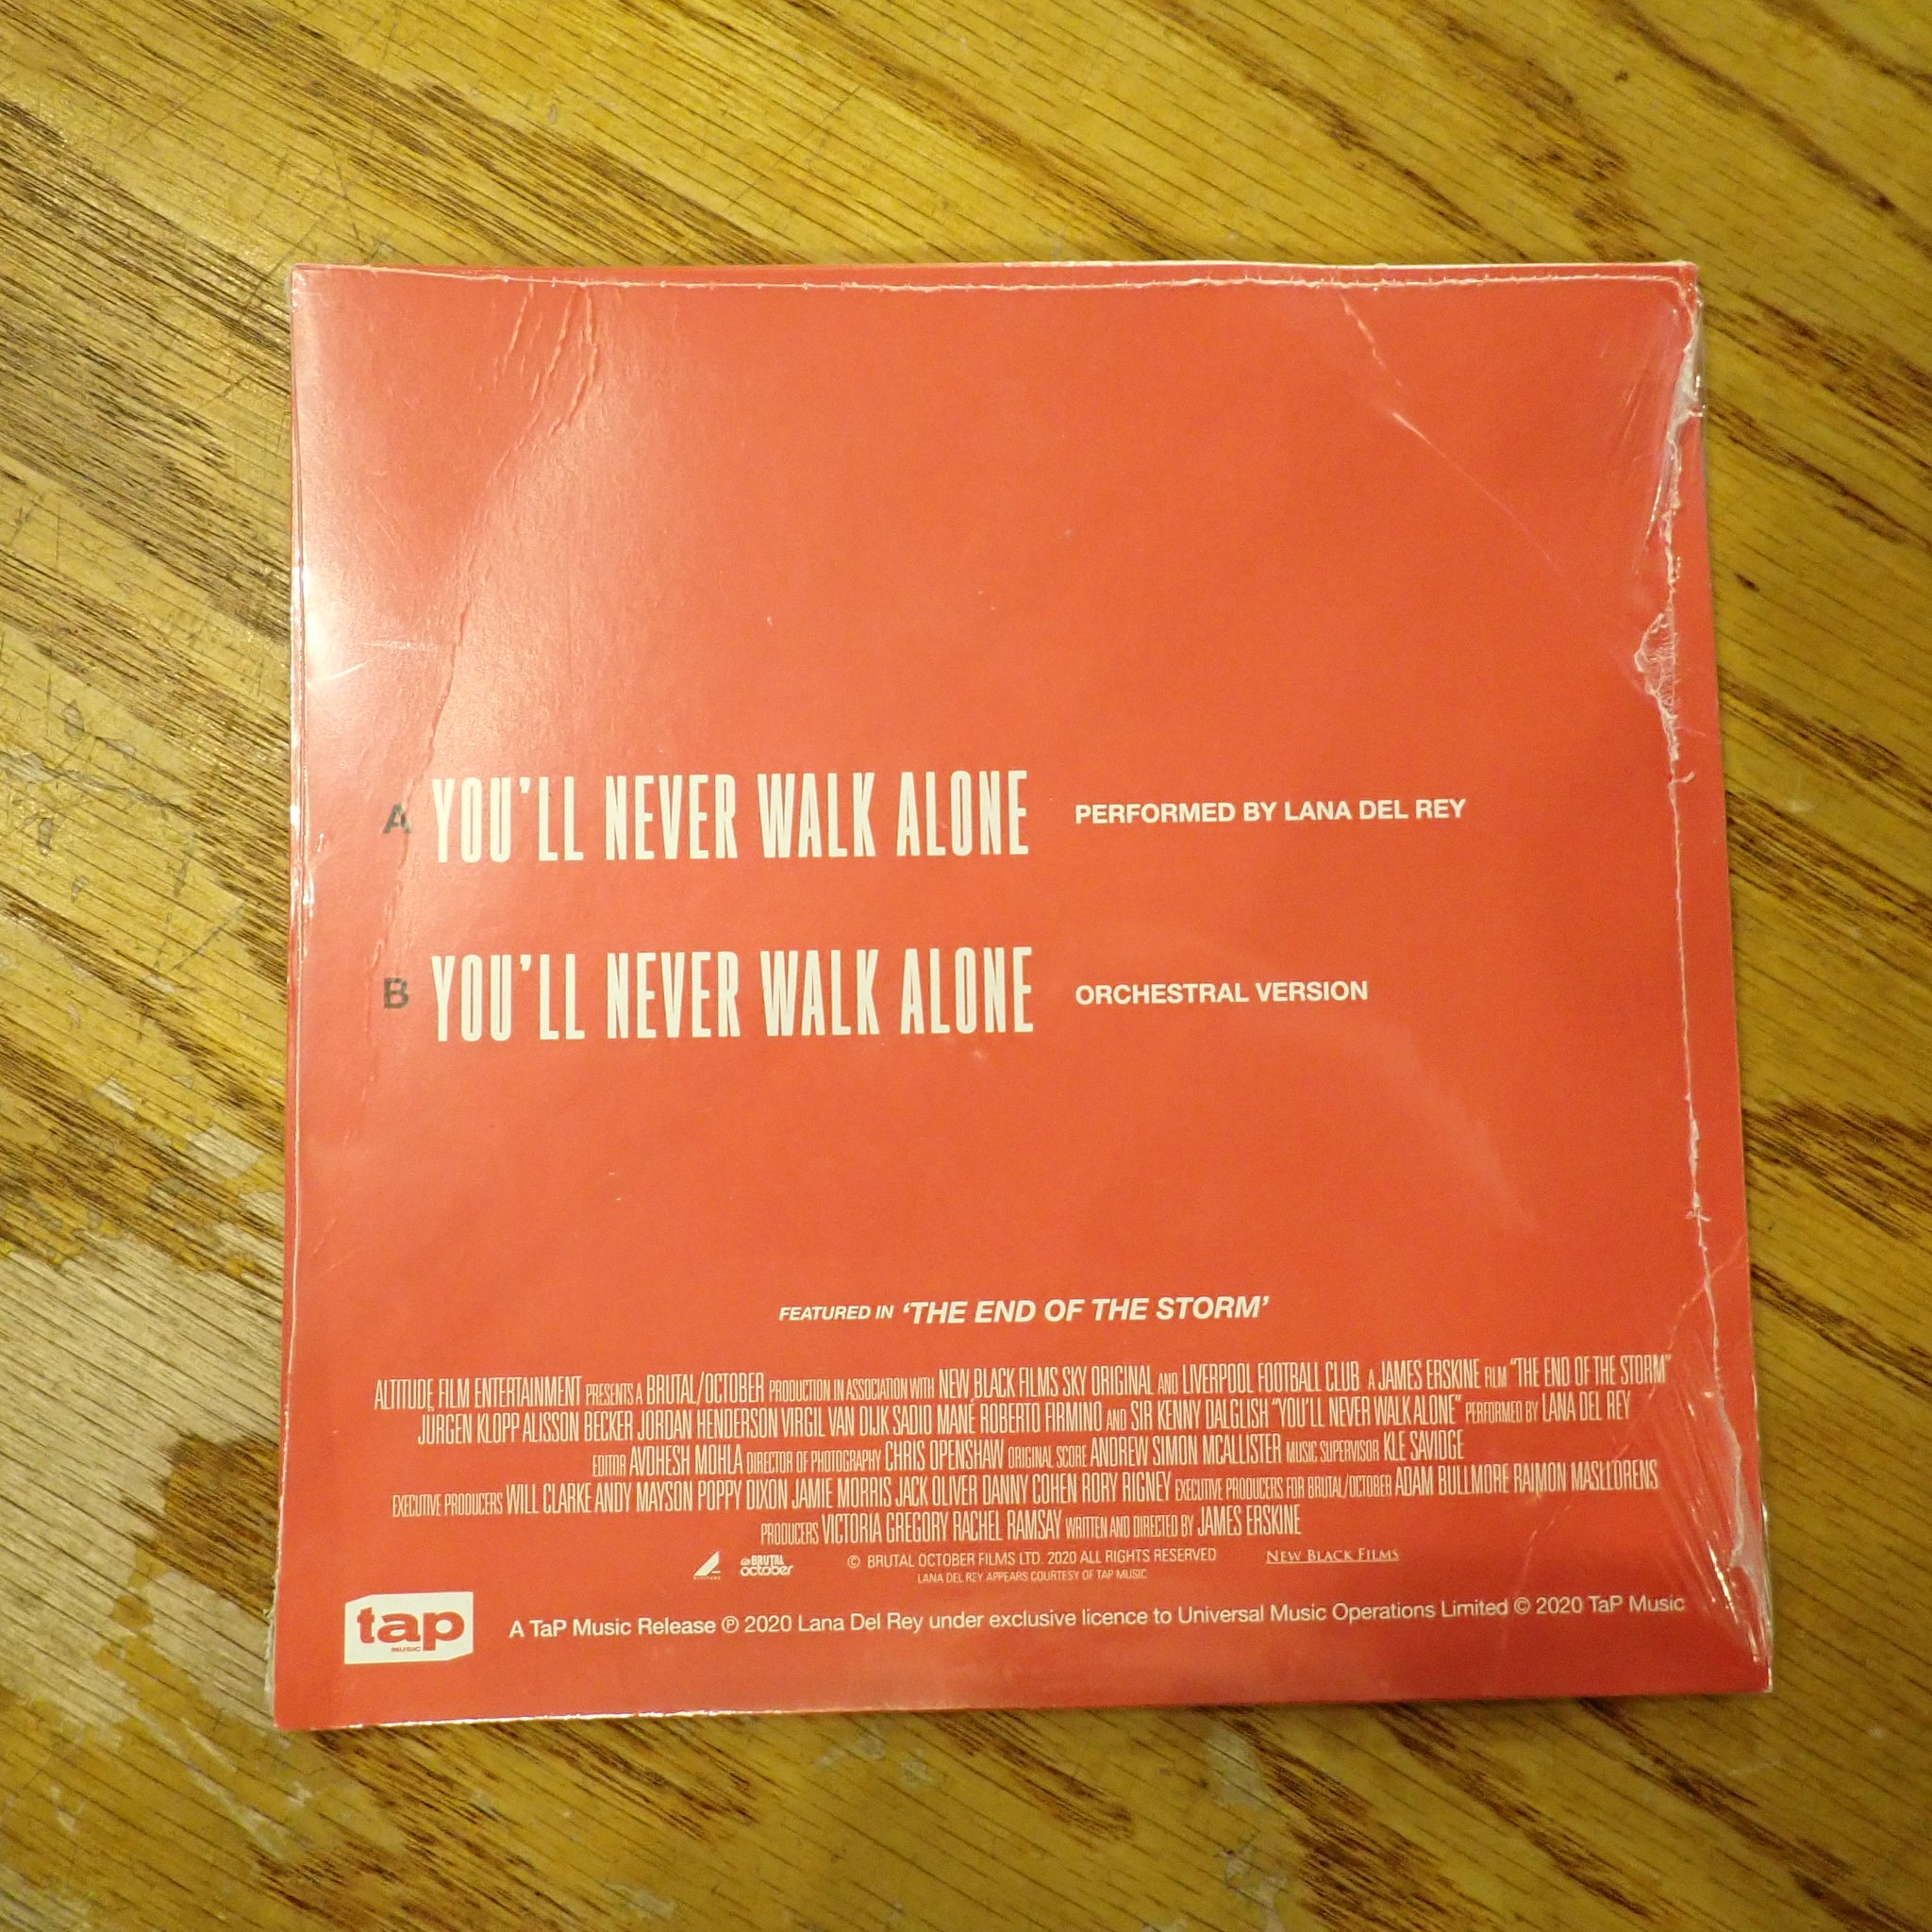 A YOU'LL NEVER WALK ALONE PERFORMED BY LANA DEL REY
B YOU'LL NEVER WALK ALONE ORCHESTRAL VERSION
FEATURED IN 'THE END OF THE STORM'
ALTITUDE FILM ENTERTAINMENT PRESENTS A BRUTAL/OCTOBER PRODUCTION IN ASSOCIATION WITH NEW BLACK FILMS SKY ORIGINAL AND LIVERPOOL FOOTBALL CLUB A JAMES ERSKINE FILM "THE END OF THE STORM"
JÜRGEN KLOPP ALISSON BECKER JORDAN HENDERSON VIRGIL VAN DIJK SADIO MANÉ ROBERTO FIRMINO AND SIR KENNY DALGLISH "YOU'LL NEVER WALK ALONE" PERFORMED BY LANA DEL REY
EDITOR AVDHESH MOHLA DIRECTOR OF PHOTOGRAPHY CHRIS OPENSHAW ORIGINAL SCORE ANDREW SIMON MCALLISTER MUSIC SUPERVISOR KLE SAVIDGE
EXECUTIVE PRODUCERS WILL CLARKE ANDY MAYSON POPPY DIXON JAMIE MORRIS JACK OLIVER DANNY COHEN RORY RIGNEY EXECUTIVE PRODUCERS FOR BRUTAL/OCTOBER ADAM BULLMORE RAIMON MASLLORENS
PRODUCERS VICTORIA GREGORY RACHEL RAMSAY WRITTEN AND DIRECTED BY JAMES ERSKINE
ALTITUDE BRUTAL october © BRUTAL OCTOBER FILMS LTD. 2020 ALL RIGHTS RESERVED NEW BLACK FILMS
LANA DEL REY APPEARS COURTESY OF TAP MUSIC
tap MUSIC A TaP Music Release ℗ 2020 Lana Del Rey under exclusive licence to Universal Music Operations Limited © 2020 TaP Music